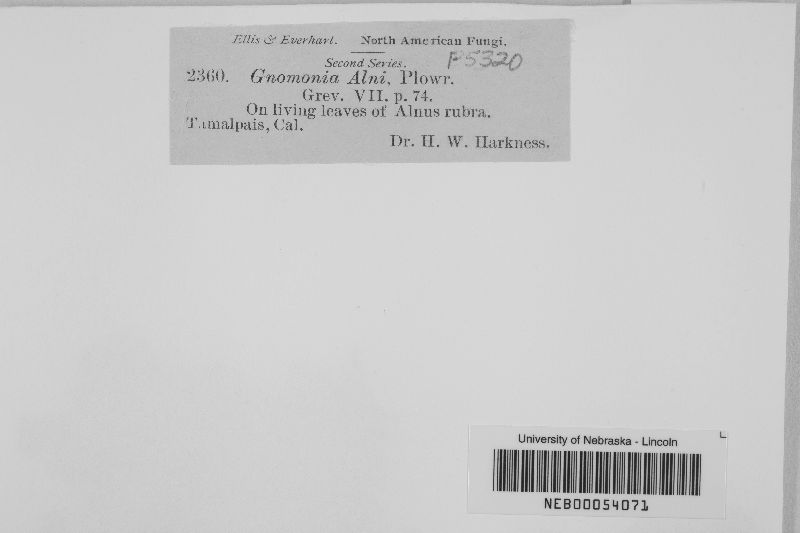 Ellis & Everhart. North American Fungi.
Second Series. P5320
2360. Gnomonia Alni, Plowr.
Grev. VII. p. 74.
On living leaves of Alnus rubra.
Tamalpais, Cal.
Dr. H. W. Harkness.
University of Nebraska - Lincoln
NEB00054071